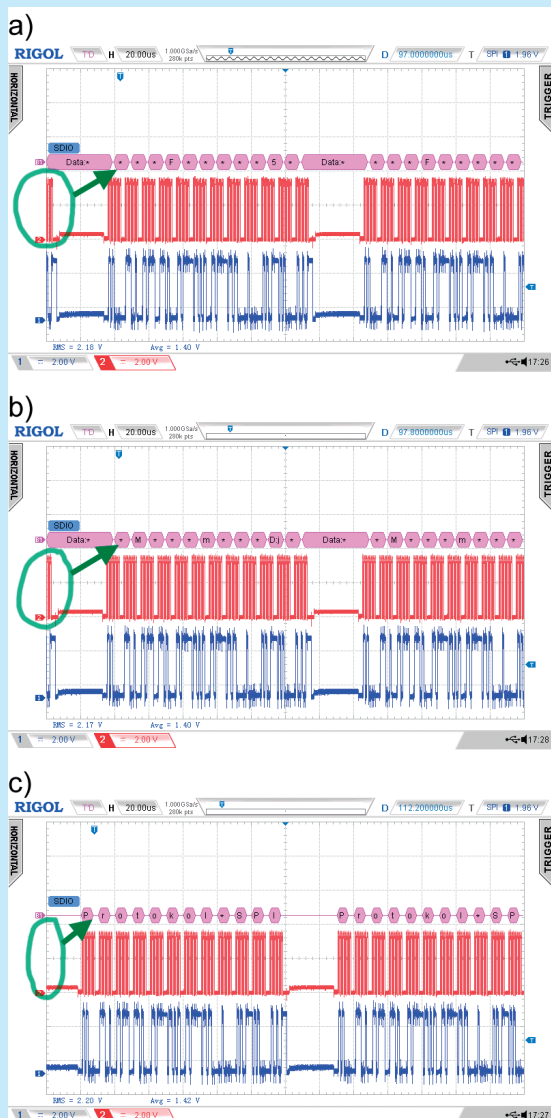 a)
RIGOL T'D H 20.00us 1.000GSa/s 280k pts D 97.0000000us T SPI 1 1.96 V
HORIZONTAL
TRIGGER
SDIO
Data:* * * * F * * * * * 5 * Data:* * * * F * * * * *
RMS = 2.18 V Avg = 1.40 V
1 = 2.00 V 2 = 2.00 V 17:26
b)
RIGOL T'D H 20.00us 1.000GSa/s 280k pts D 97.8000000us T SPI 1 1.96 V
HORIZONTAL
TRIGGER
SDIO
Data:* * M * * * m * * * D:j * Data:* * M * * * m * * *
RMS = 2.17 V Avg = 1.40 V
1 = 2.00 V 2 = 2.00 V 17:28
c)
RIGOL T'D H 20.00us 1.000GSa/s 280k pts D 112.200000us T SPI 1 1.96 V
HORIZONTAL
TRIGGER
SDIO
P r o t o k o l * S P I P r o t o k o l * S P
RMS = 2.20 V Avg = 1.42 V
1 = 2.00 V 2 = 2.00 V 17:27